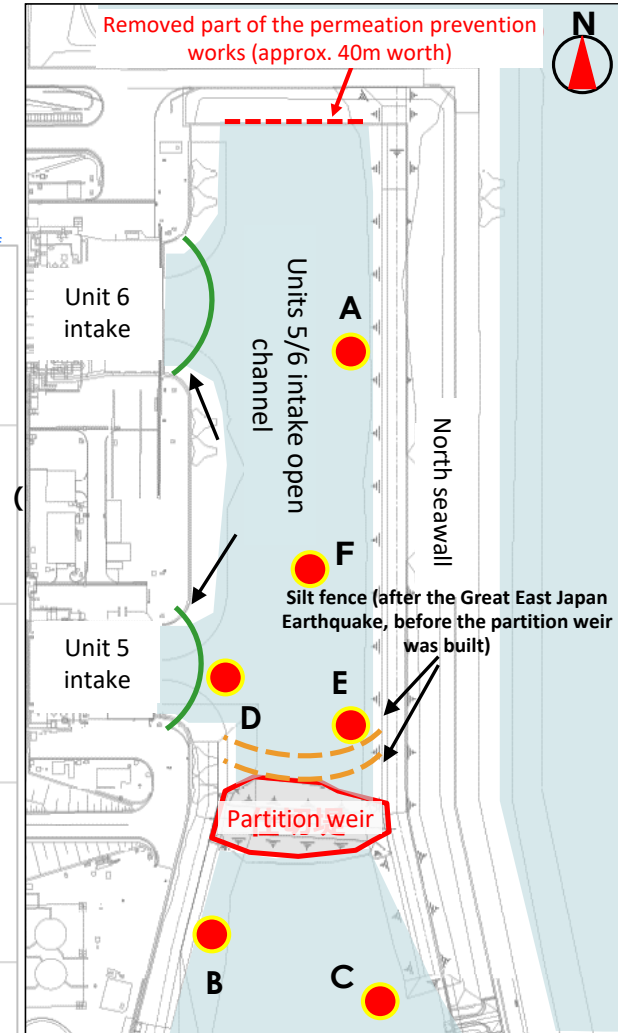 Removed part of the permeation prevention
works (approx. 40m worth)
N
Unit 6
intake
Units 5/6 intake open
channel
A
North seawall
(
F
Silt fence (after the Great East Japan
Earthquake, before the partition weir
was built)
Unit 5
intake
D
E
Partition weir
B
C